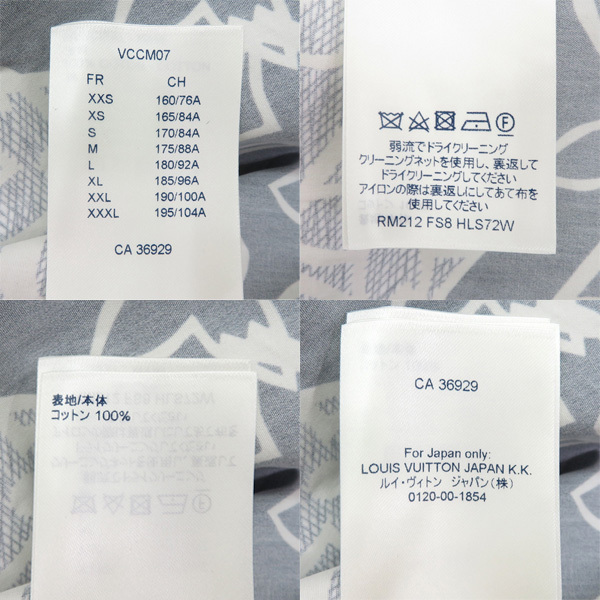 VCCM07
FR CH
XXS 160/76A
XS 165/84A
S 170/84A
M 175/88A
L 180/92A
XL 185/96A
XXL 190/100A
XXXL 195/104A
CA 36929
F
弱流でドライクリーニング
クリーニングネットを使用し、裏返して
ドライクリーニングしてください
アイロンの際は裏返しにしてあて布を
使用してください
RM212 FS8 HLS72W
表地/本体
コットン 100%
CA 36929
For Japan only:
LOUIS VUITTON JAPAN K.K.
ルイ・ヴィトン ジャパン(株)
0120-00-1854